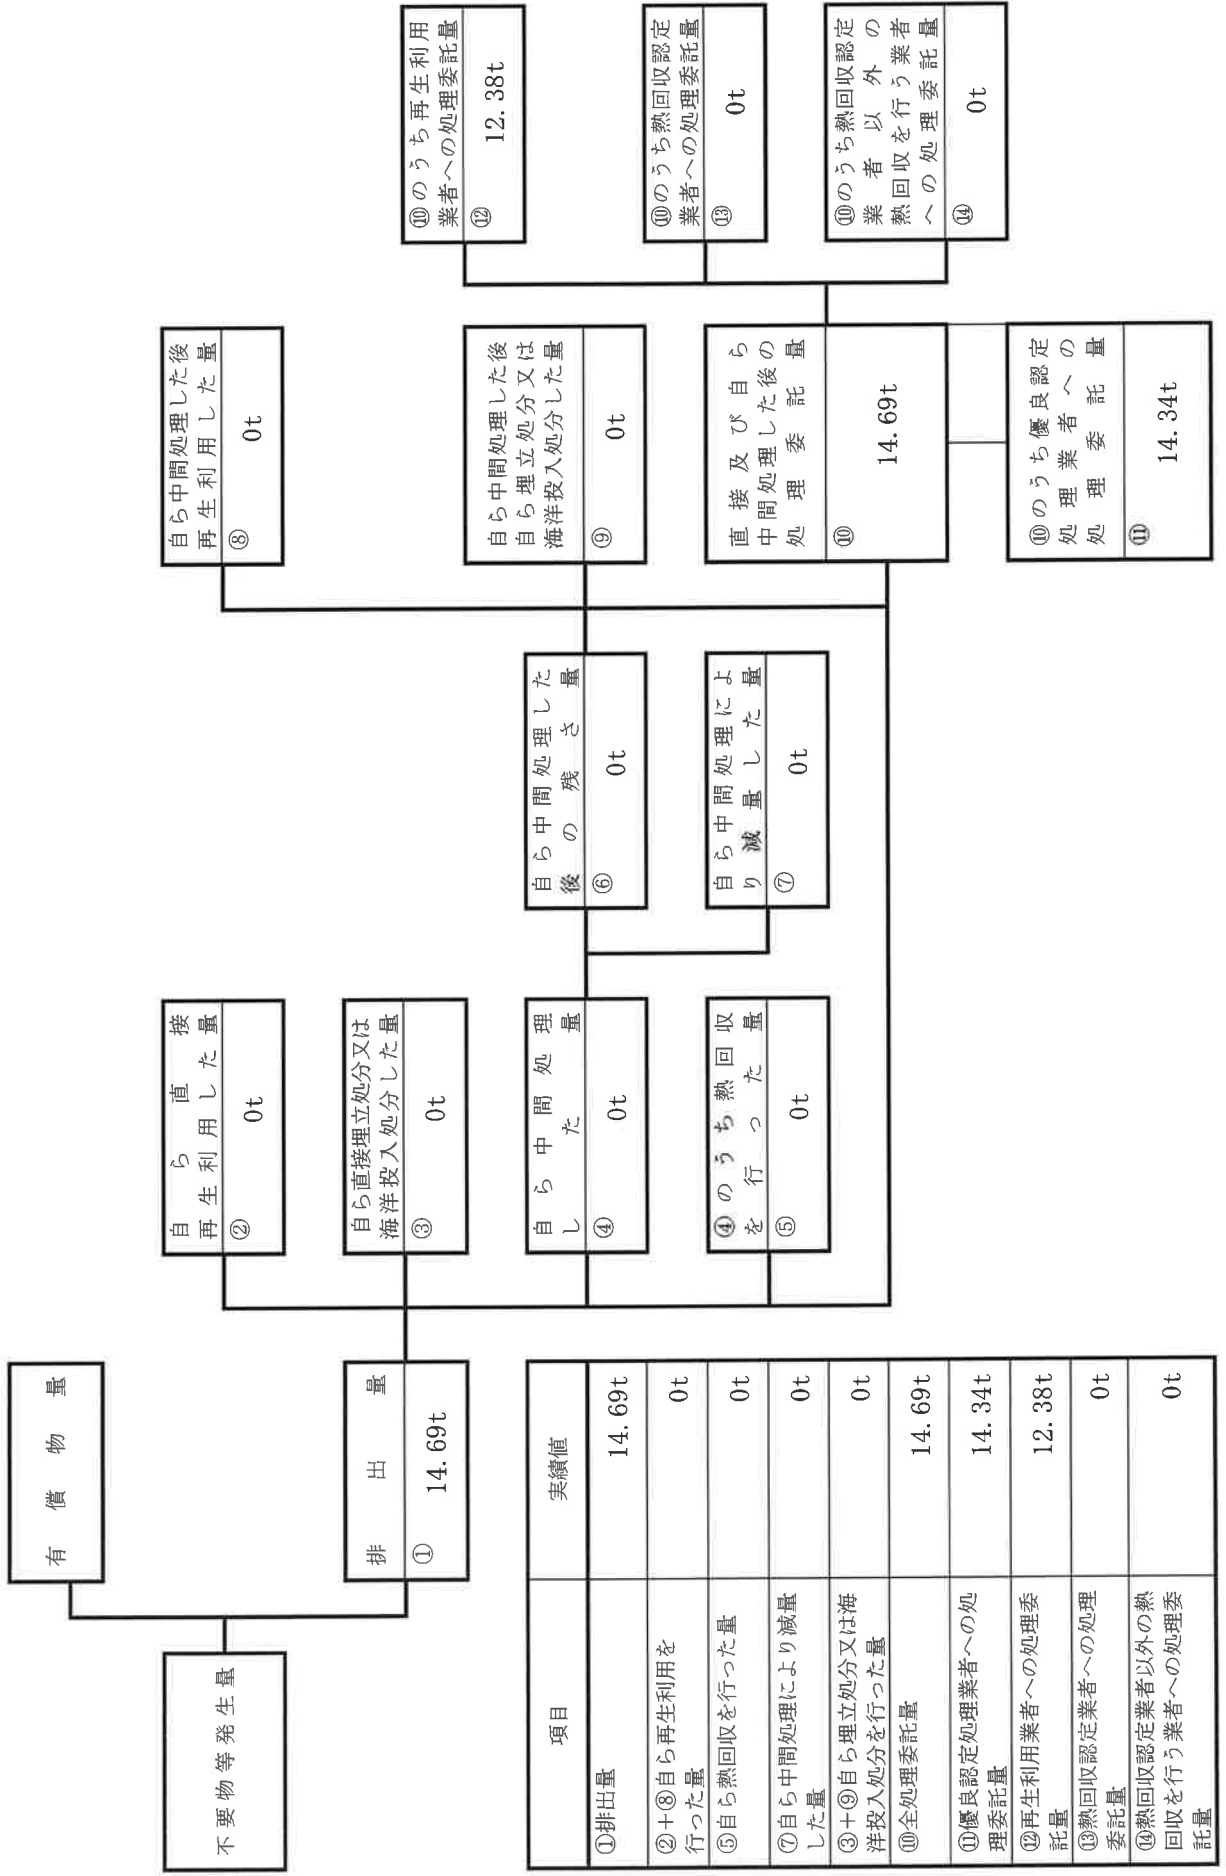 不要物等発生量
有償物量
排出量
①
14.69t
自ら直接
再生利用した量
②
0t
自ら直接埋立処分又は
海洋投入処分した量
③
0t
自ら中間処理
した量
④
0t
④のうち熱回収
を行った量
⑤
0t
自ら中間処理した
後の残さ量
⑥
0t
自ら中間処理によ
り減量した量
⑦
0t
自ら中間処理した後
再生利用した量
⑧
0t
自ら中間処理した後
自ら埋立処分又は
海洋投入処分した量
⑨
0t
直接及び自ら
中間処理した後の
処理委託量
⑩
14.69t
⑩のうち優良認定
処理業者への
処理委託量
⑪
14.34t
⑩のうち再生利用
業者への処理委託量
⑫
12.38t
⑩のうち熱回収認定
業者への処理委託量
⑬
0t
⑩のうち熱回収認定
業者以外の
熱回収を行う業者
への処理委託量
⑭
0t
項目 実績値
①排出量 14.69t
②+⑧自ら再生利用を
行った量 0t
⑤自ら熱回収を行った量 0t
⑦自ら中間処理により減量
した量 0t
③+⑨自ら埋立処分又は海
洋投入処分を行った量 0t
⑩全処理委託量 14.69t
⑪優良認定処理業者への処
理委託量 14.34t
⑫再生利用業者への処理委
託量 12.38t
⑬熱回収認定業者への処理
委託量 0t
⑭熱回収認定業者以外の熱
回収を行う業者への処理委
託量 0t